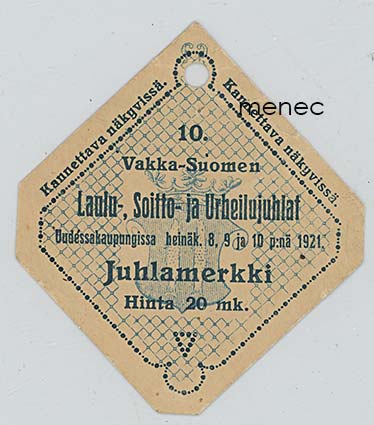 Kannettava näkyvissä.
Kannettava näkyvissä.
menec
10.
Vakka-Suomen
Laulu-, Soitto- ja Urheilujuhlat
Uudessakaupungissa heinäk. 8, 9 ja 10 p:nä 1921.
Juhlamerkki
Hinta 20 mk.